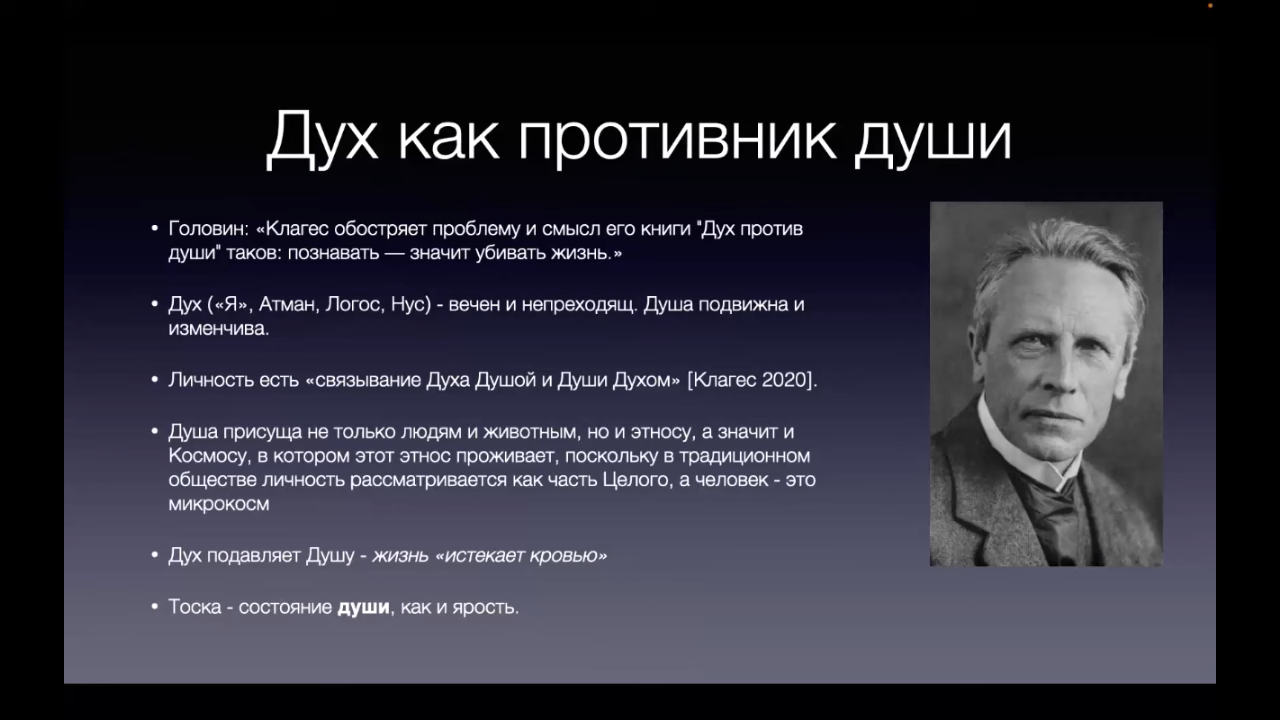 Дух как противник души
• Головин: «Клагес обостряет проблему и смысл его книги "Дух против
души" таков: познавать — значит убивать жизнь.»
• Дух («Я», Атман, Логос, Нус) - вечен и непреходящ. Душа подвижна и
изменчива.
• Личность есть «связывание Духа Душой и Души Духом» [Клагес 2020].
• Душа присуща не только людям и животным, но и этносу, а значит и
Космосу, в котором этот этнос проживает, поскольку в традиционном
обществе личность рассматривается как часть Целого, а человек - это
микрокосм
• Дух подавляет Душу - жизнь «истекает кровью»
• Тоска - состояние души, как и ярость.